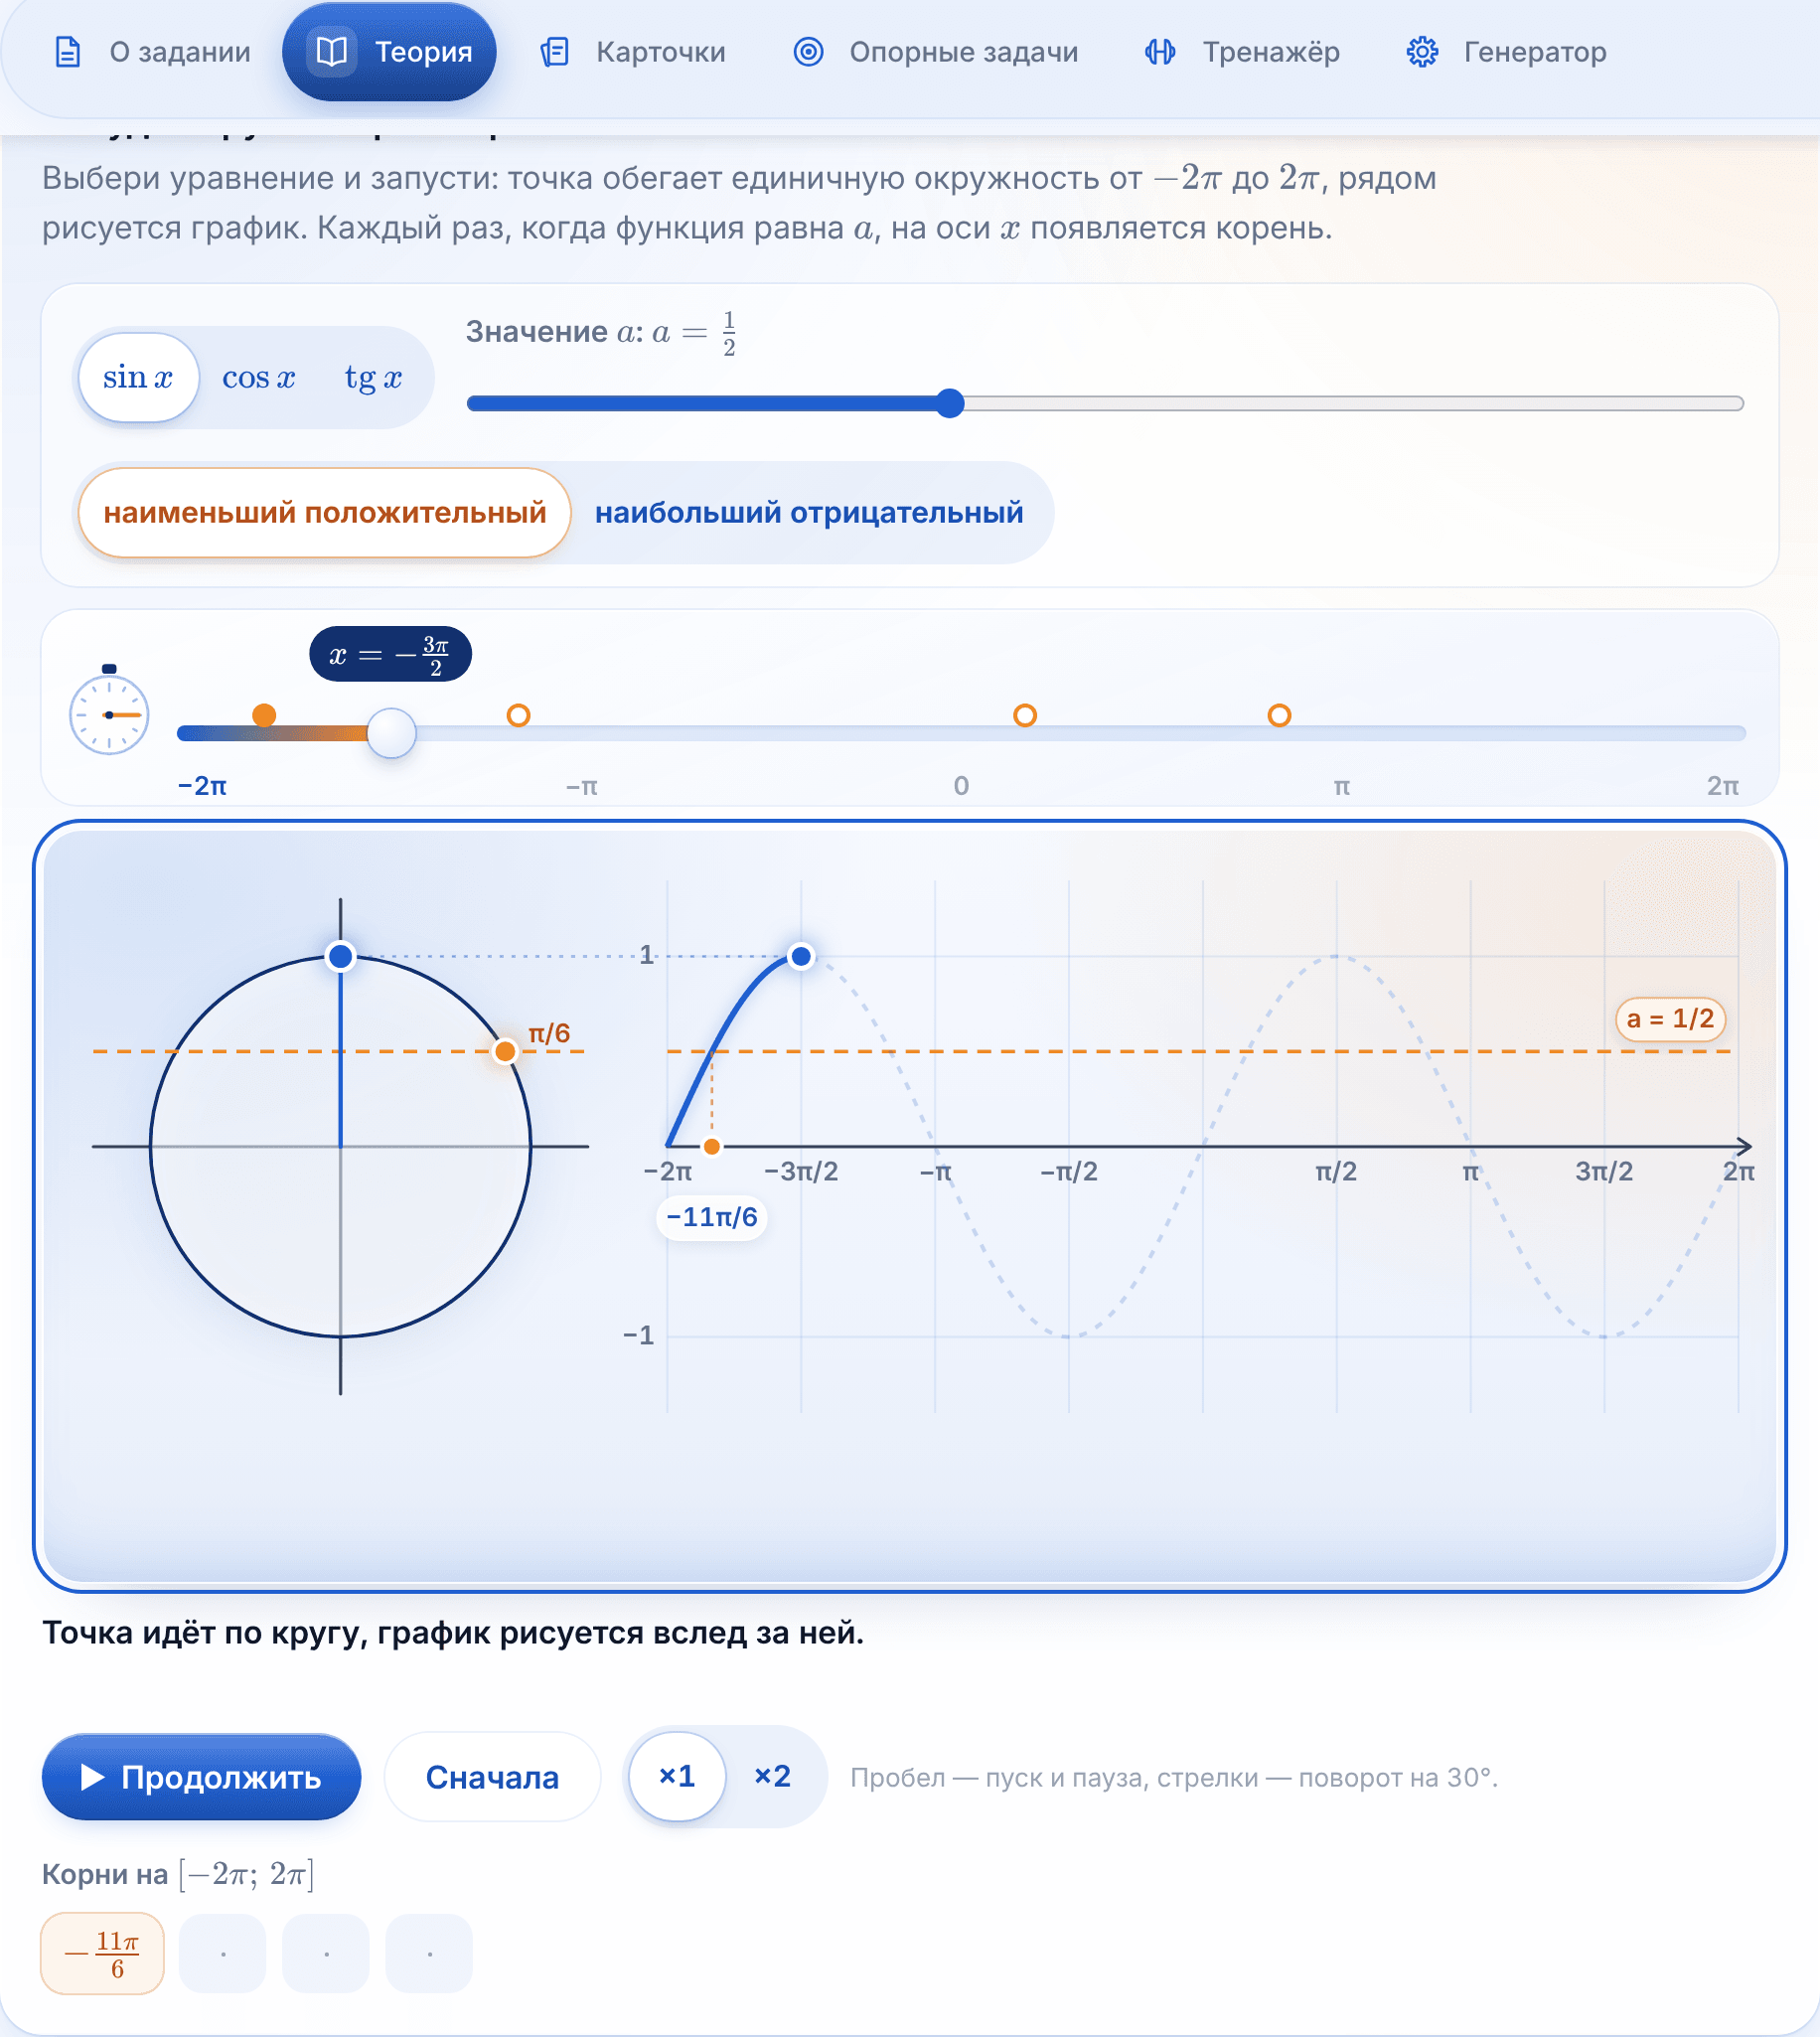 О задании
Теория
Карточки
Опорные задачи
Тренажёр
Генератор
Выбери уравнение и запусти: точка обегает единичную окружность от −2π до 2π, рядом
рисуется график. Каждый раз, когда функция равна a, на оси x появляется корень.
Значение a: a = 1/2
sin x
cos x
tg x
наименьший положительный
наибольший отрицательный
x = −3π/2
−2π
−π
0
π
2π
1
a = 1/2
π/6
−2π
−3π/2
−π
−π/2
π/2
π
3π/2
2π
−11π/6
−1
Точка идёт по кругу, график рисуется вслед за ней.
Продолжить
Сначала
×1
×2
Пробел — пуск и пауза, стрелки — поворот на 30°.
Корни на [−2π; 2π]
−11π/6